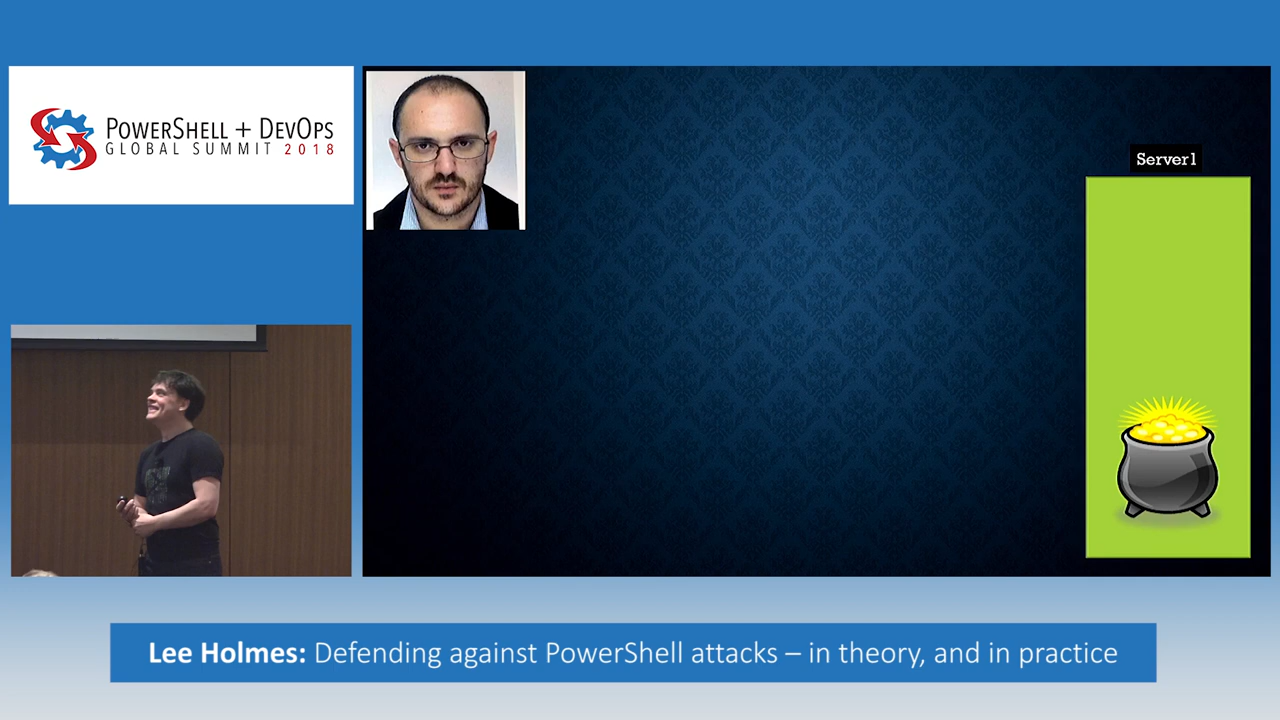 POWERSHELL + DEVOPS
GLOBAL SUMMIT 2018
Server1
Lee Holmes: Defending against PowerShell attacks – in theory, and in practice